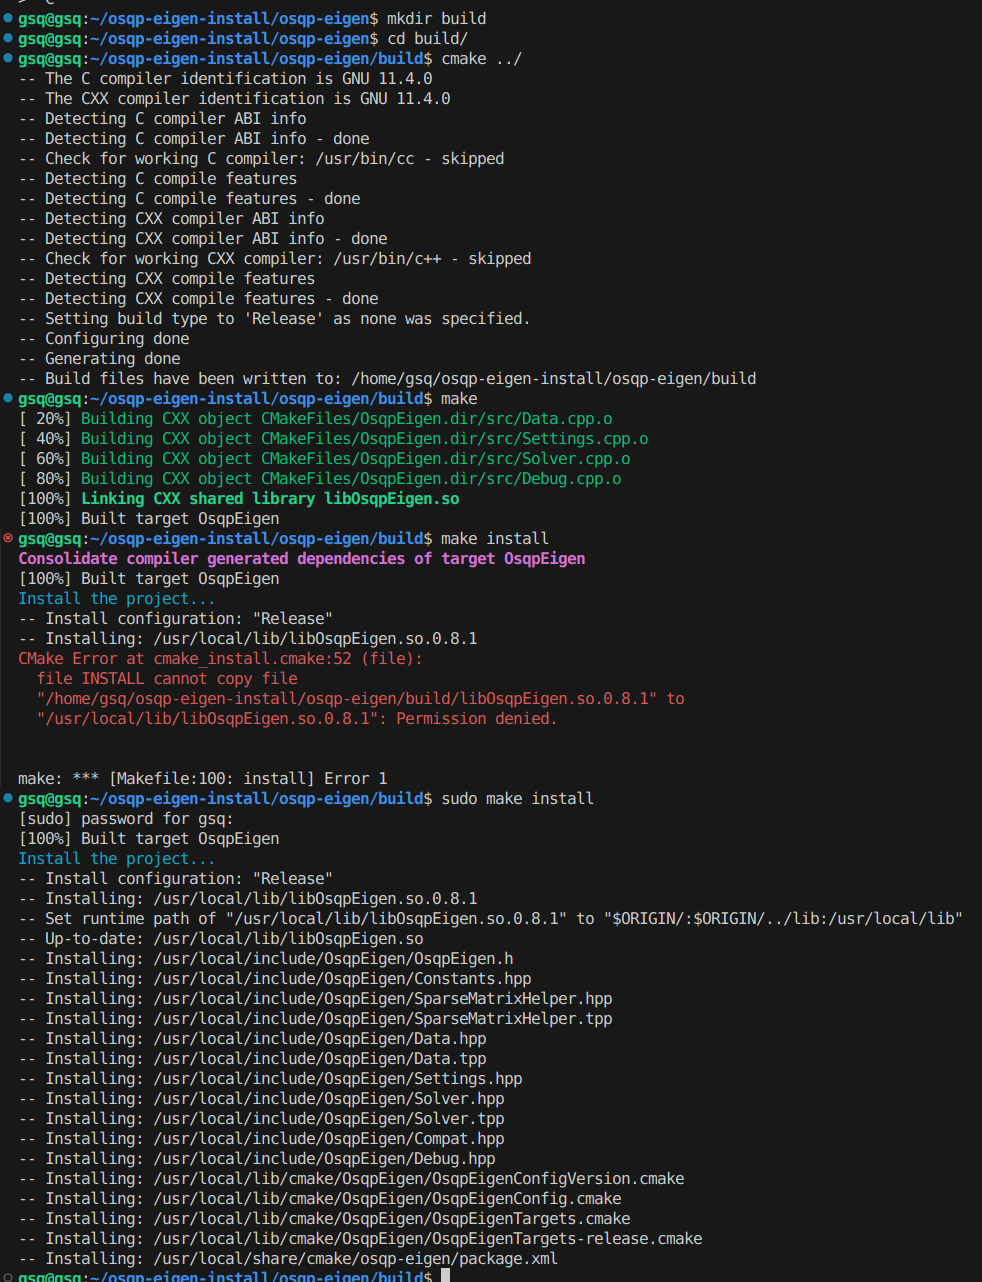 gsq@gsq:~/osqp-eigen-install/osqp-eigen$ mkdir build
gsq@gsq:~/osqp-eigen-install/osqp-eigen$ cd build/
gsq@gsq:~/osqp-eigen-install/osqp-eigen/build$ cmake ../
-- The C compiler identification is GNU 11.4.0
-- The CXX compiler identification is GNU 11.4.0
-- Detecting C compiler ABI info
-- Detecting C compiler ABI info - done
-- Check for working C compiler: /usr/bin/cc - skipped
-- Detecting C compile features
-- Detecting C compile features - done
-- Detecting CXX compiler ABI info
-- Detecting CXX compiler ABI info - done
-- Check for working CXX compiler: /usr/bin/c++ - skipped
-- Detecting CXX compile features
-- Detecting CXX compile features - done
-- Setting build type to 'Release' as none was specified.
-- Configuring done
-- Generating done
-- Build files have been written to: /home/gsq/osqp-eigen-install/osqp-eigen/build
gsq@gsq:~/osqp-eigen-install/osqp-eigen/build$ make
[ 20%] Building CXX object CMakeFiles/OsqpEigen.dir/src/Data.cpp.o
[ 40%] Building CXX object CMakeFiles/OsqpEigen.dir/src/Settings.cpp.o
[ 60%] Building CXX object CMakeFiles/OsqpEigen.dir/src/Solver.cpp.o
[ 80%] Building CXX object CMakeFiles/OsqpEigen.dir/src/Debug.cpp.o
[100%] Linking CXX shared library libOsqpEigen.so
[100%] Built target OsqpEigen
gsq@gsq:~/osqp-eigen-install/osqp-eigen/build$ make install
Consolidate compiler generated dependencies of target OsqpEigen
[100%] Built target OsqpEigen
Install the project...
-- Install configuration: "Release"
-- Installing: /usr/local/lib/libOsqpEigen.so.0.8.1
CMake Error at cmake_install.cmake:52 (file):
  file INSTALL cannot copy file
  "/home/gsq/osqp-eigen-install/osqp-eigen/build/libOsqpEigen.so.0.8.1" to
  "/usr/local/lib/libOsqpEigen.so.0.8.1": Permission denied.
make: *** [Makefile:100: install] Error 1
gsq@gsq:~/osqp-eigen-install/osqp-eigen/build$ sudo make install
[sudo] password for gsq:
[100%] Built target OsqpEigen
Install the project...
-- Install configuration: "Release"
-- Installing: /usr/local/lib/libOsqpEigen.so.0.8.1
-- Set runtime path of "/usr/local/lib/libOsqpEigen.so.0.8.1" to "$ORIGIN/:$ORIGIN/../lib:/usr/local/lib"
-- Up-to-date: /usr/local/lib/libOsqpEigen.so
-- Installing: /usr/local/include/OsqpEigen/OsqpEigen.h
-- Installing: /usr/local/include/OsqpEigen/Constants.hpp
-- Installing: /usr/local/include/OsqpEigen/SparseMatrixHelper.hpp
-- Installing: /usr/local/include/OsqpEigen/SparseMatrixHelper.tpp
-- Installing: /usr/local/include/OsqpEigen/Data.hpp
-- Installing: /usr/local/include/OsqpEigen/Data.tpp
-- Installing: /usr/local/include/OsqpEigen/Settings.hpp
-- Installing: /usr/local/include/OsqpEigen/Solver.hpp
-- Installing: /usr/local/include/OsqpEigen/Solver.tpp
-- Installing: /usr/local/include/OsqpEigen/Compat.hpp
-- Installing: /usr/local/include/OsqpEigen/Debug.hpp
-- Installing: /usr/local/lib/cmake/OsqpEigen/OsqpEigenConfigVersion.cmake
-- Installing: /usr/local/lib/cmake/OsqpEigen/OsqpEigenConfig.cmake
-- Installing: /usr/local/lib/cmake/OsqpEigen/OsqpEigenTargets.cmake
-- Installing: /usr/local/lib/cmake/OsqpEigen/OsqpEigenTargets-release.cmake
-- Installing: /usr/local/share/cmake/osqp-eigen/package.xml
gsq@gsq:~/osqp-eigen-install/osqp-eigen/build$